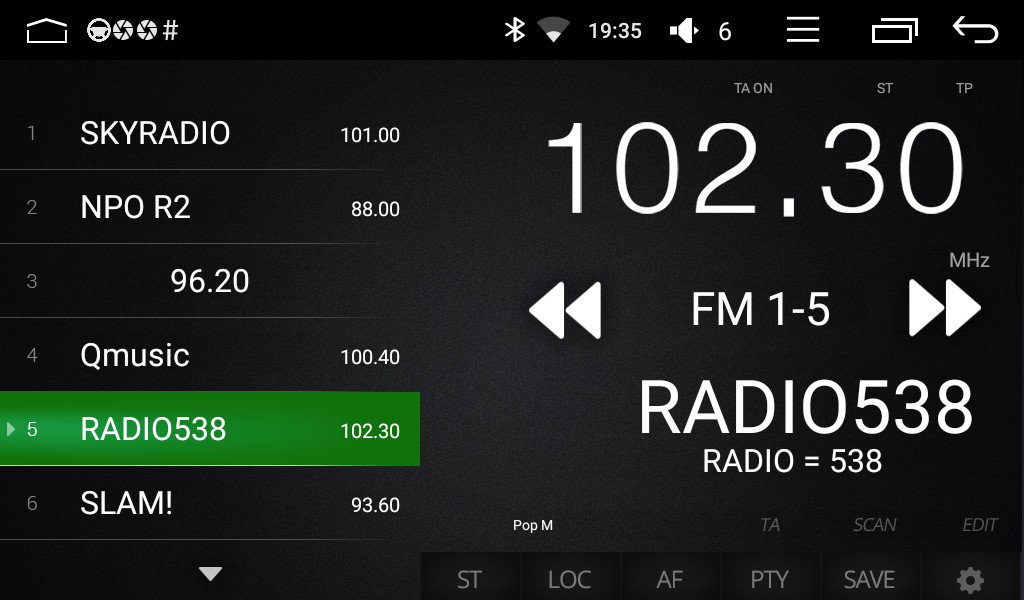 # 19:35 6
TA ON ST TP
1 SKYRADIO 101.00
2 NPO R2 88.00
3 96.20
4 Qmusic 100.40
5 RADIO538 102.30
6 SLAM! 93.60
102.30
MHz
FM 1-5
RADIO538
RADIO = 538
Pop M TA SCAN EDIT
ST LOC AF PTY SAVE